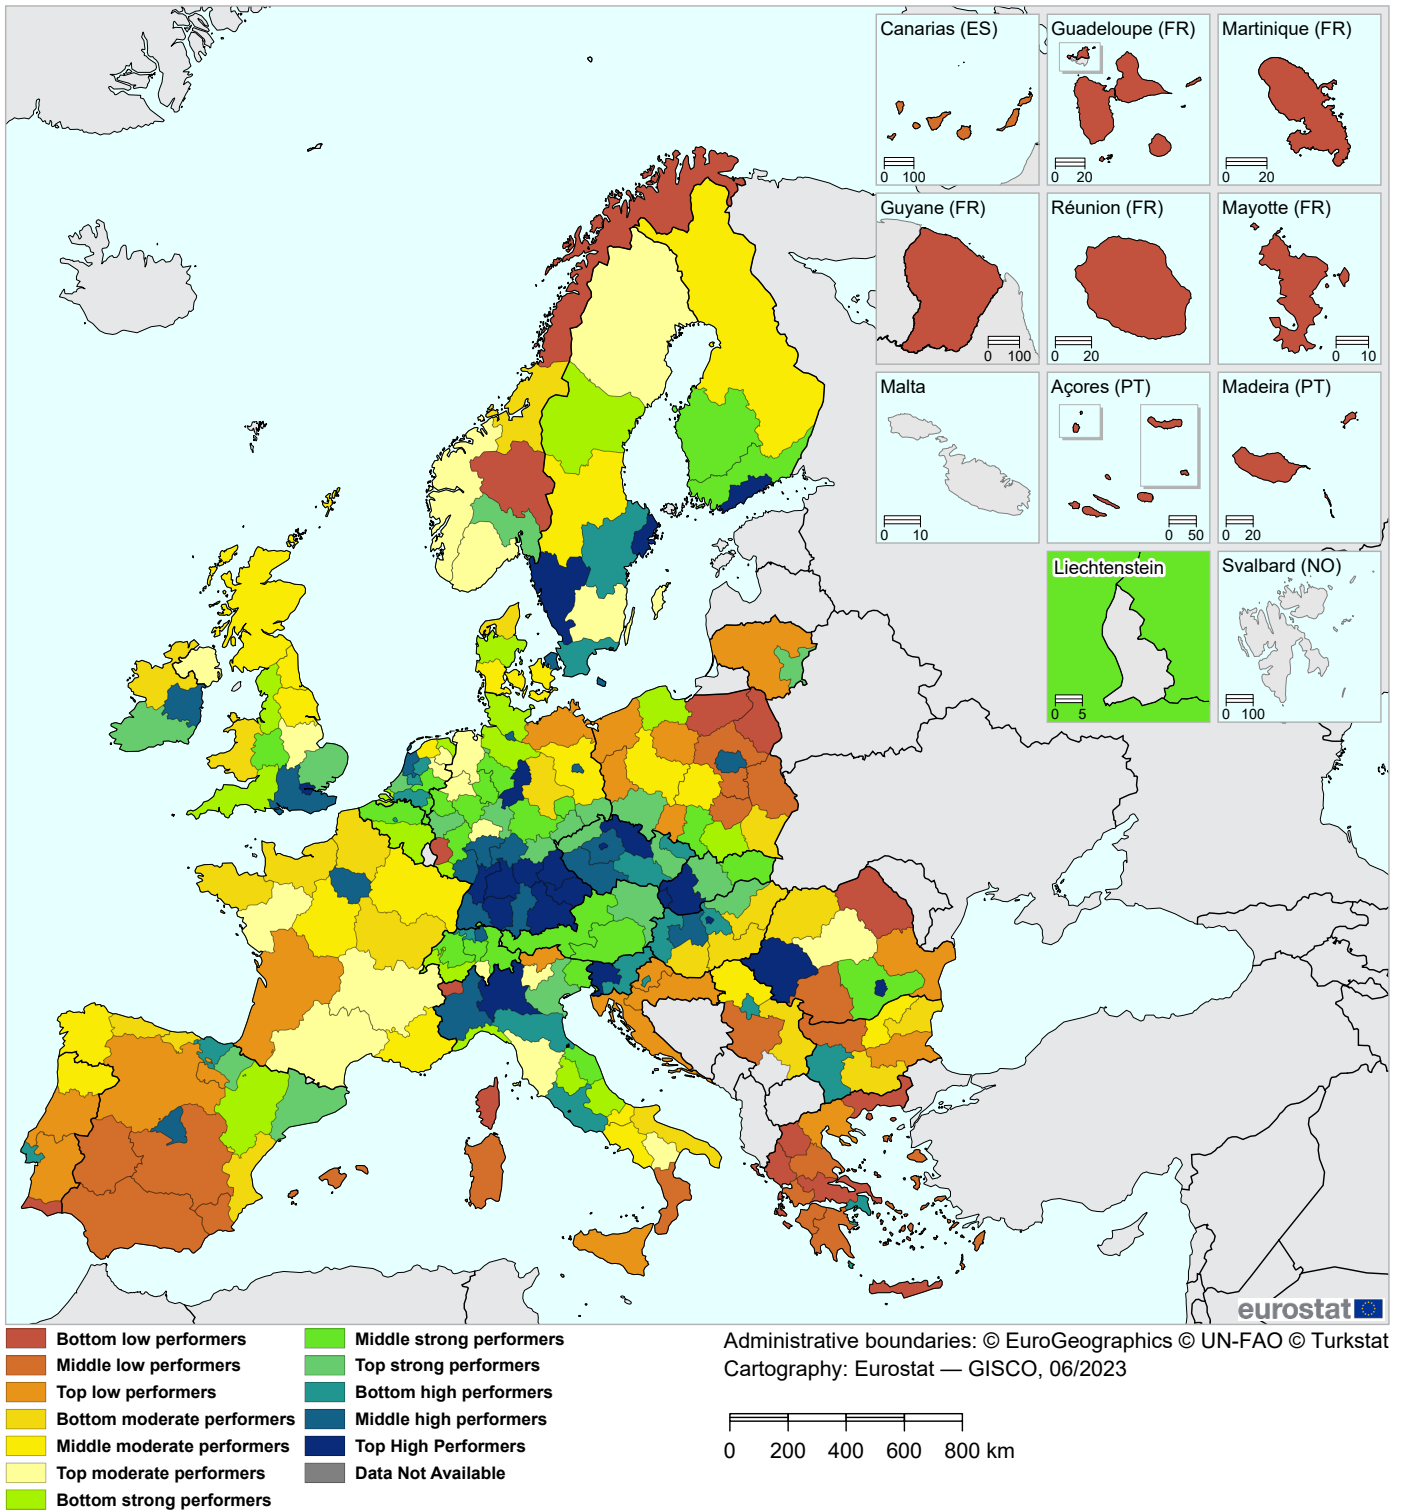 Canarias (ES)
0 100
Guadeloupe (FR)
0 20
Martinique (FR)
0 20
Guyane (FR)
0 100
Réunion (FR)
0 20
Mayotte (FR)
0 10
Malta
0 10
Açores (PT)
0 50
Madeira (PT)
0 20
Liechtenstein
0 5
Svalbard (NO)
0 100
eurostat
Bottom low performers
Middle low performers
Top low performers
Bottom moderate performers
Middle moderate performers
Top moderate performers
Bottom strong performers
Middle strong performers
Top strong performers
Bottom high performers
Middle high performers
Top High Performers
Data Not Available
Administrative boundaries: © EuroGeographics © UN-FAO © Turkstat
Cartography: Eurostat — GISCO, 06/2023
0 200 400 600 800 km